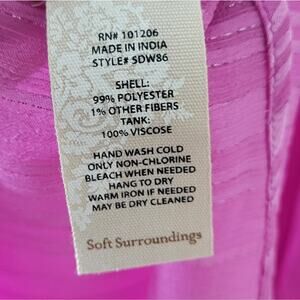 RN# 101206
MADE IN INDIA
STYLE# 5DW86
SHELL:
99% POLYESTER
1% OTHER FIBERS
TANK:
100% VISCOSE
HAND WASH COLD
ONLY NON-CHLORINE
BLEACH WHEN NEEDED
HANG TO DRY
WARM IRON IF NEEDED
MAY BE DRY CLEANED
Soft Surroundings